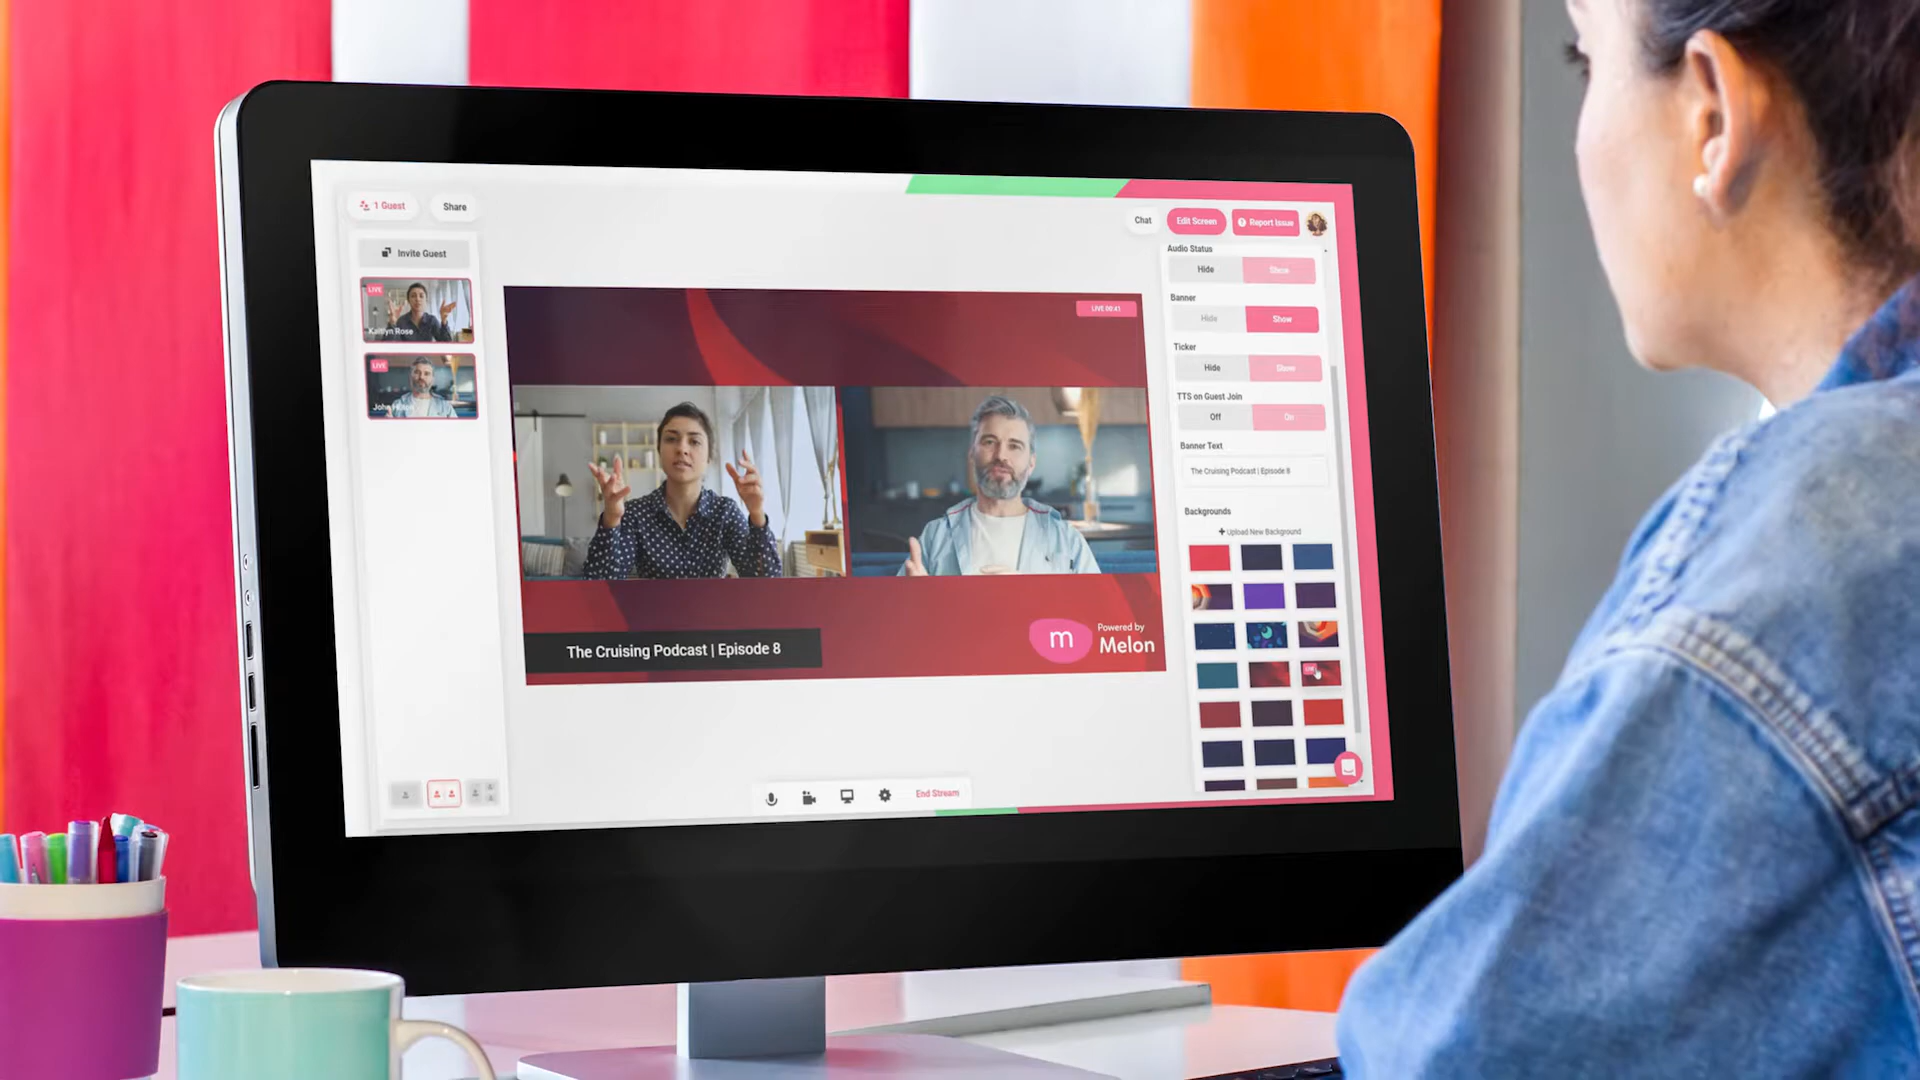 1 Guest
Share
Chat
Edit Screen
Report Issue
Invite Guest
LIVE
Kaitlyn Rose
LIVE
LIVE 00:41
The Cruising Podcast | Episode 8
m
Powered by
Melon
Audio Status
Hide
Show
Banner
Hide
Show
Ticker
Hide
Show
TTS on Guest Join
Off
On
Banner Text
The Cruising Podcast | Episode 8
Backgrounds
Upload New Background
LIVE
End Stream